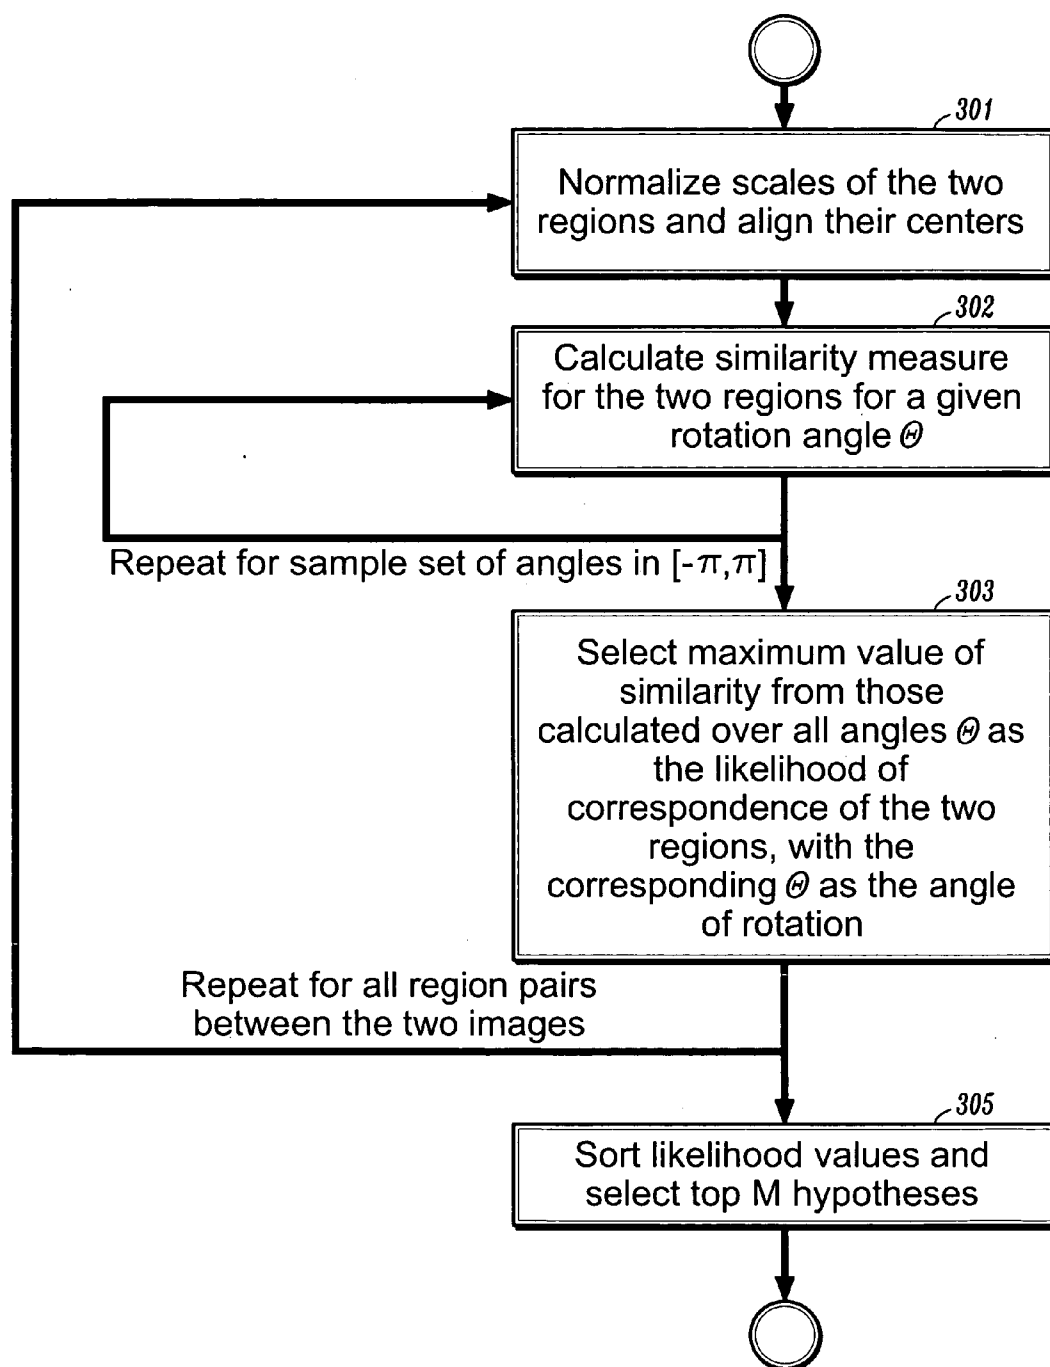 301
Normalize scales of the two
regions and align their centers
302
Calculate similarity measure
for the two regions for a given
rotation angle Θ
Repeat for sample set of angles in [-π,π]
303
Select maximum value of
similarity from those
calculated over all angles Θ as
the likelihood of
correspondence of the two
regions, with the
corresponding Θ as the angle
of rotation
Repeat for all region pairs
between the two images
305
Sort likelihood values and
select top M hypotheses